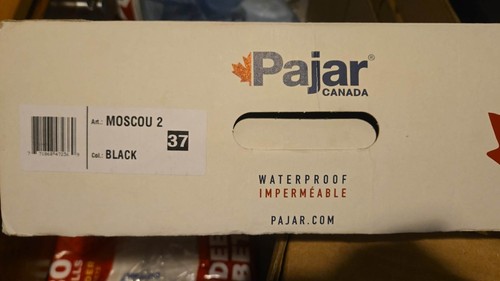 Pajar®
CANADA
Art.: MOSCOU 2
37
Col.: BLACK
WATERPROOF
IMPERMÉABLE
PAJAR.COM